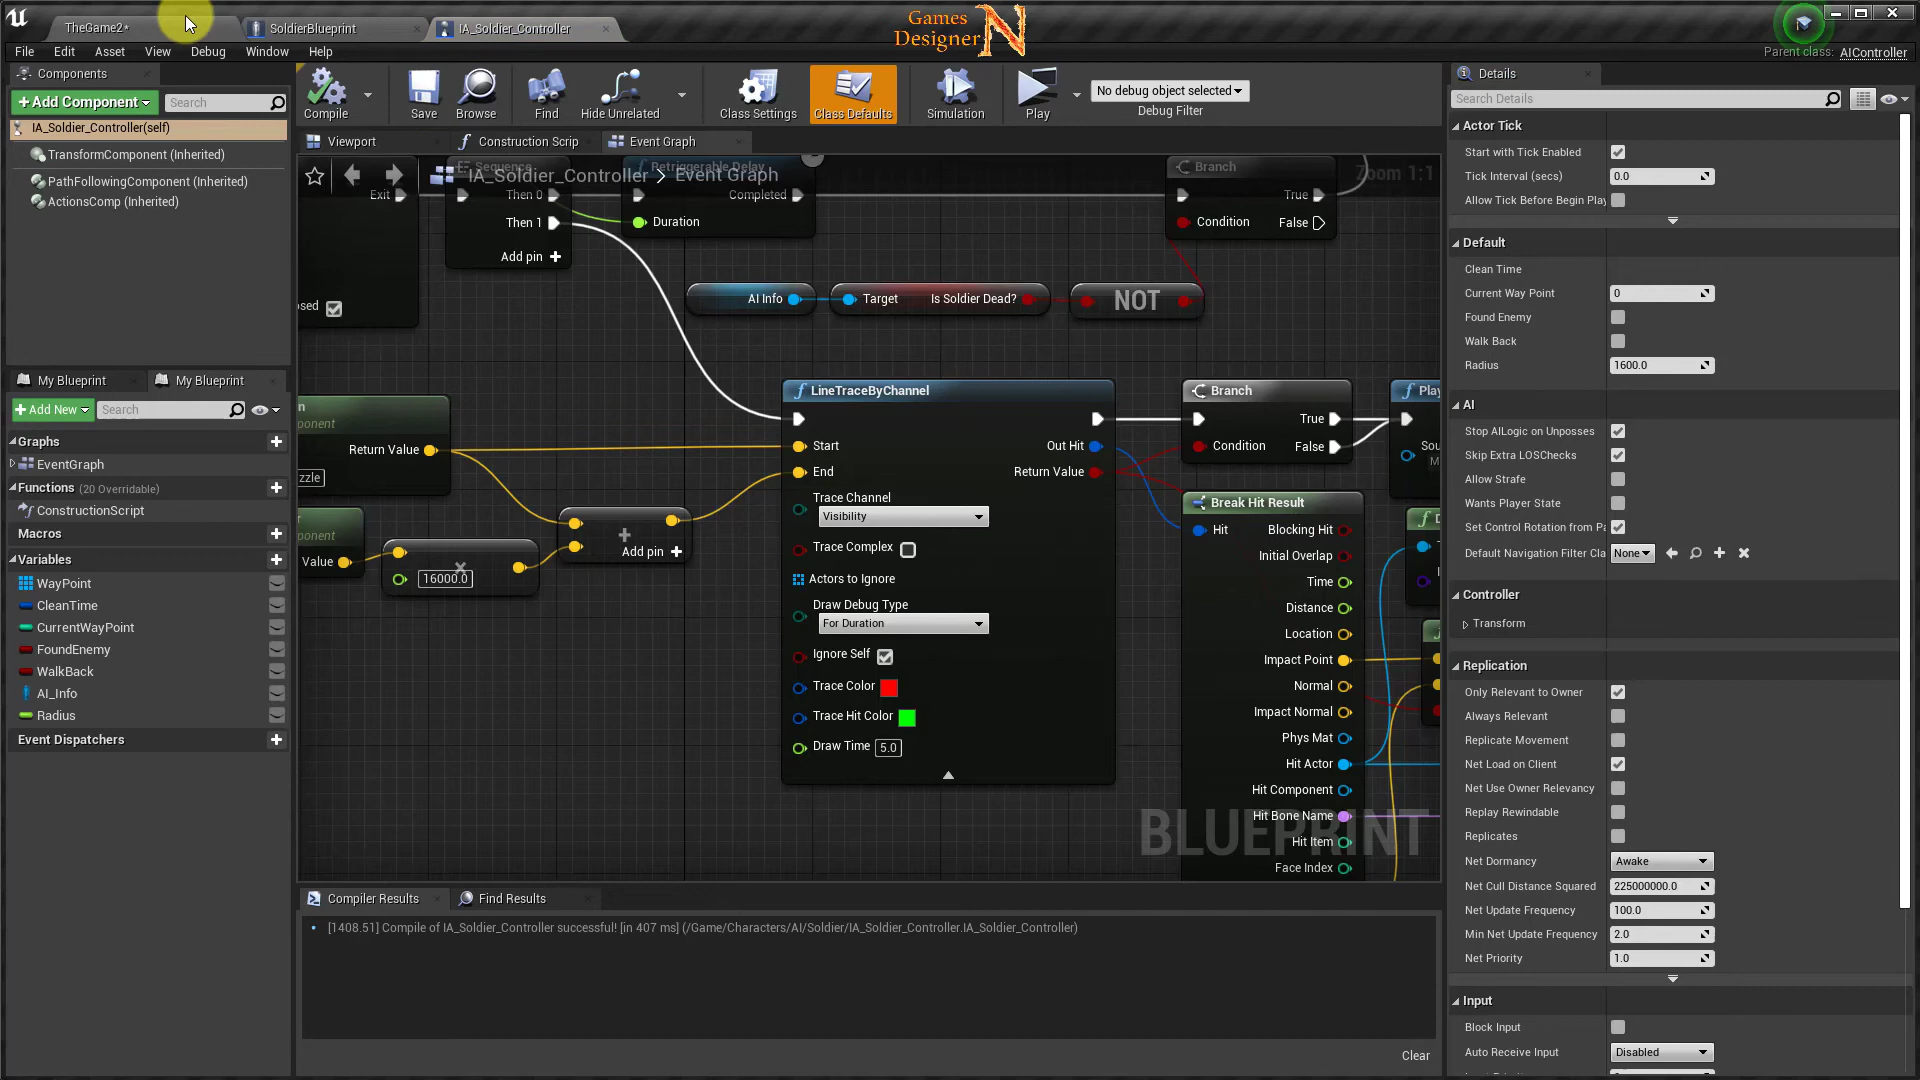 TheGame2*
SoldierBlueprint
IA_Soldier_Controller
Games
Designer
N
Parent class: AIController
File Edit Asset View Debug Window Help
Components
+ Add Component
Search
IA_Soldier_Controller(self)
TransformComponent (Inherited)
PathFollowingComponent (Inherited)
ActionsComp (Inherited)
My Blueprint
My Blueprint
+ Add New
Search
Graphs
EventGraph
Functions (20 Overridable)
ConstructionScript
Macros
Variables
WayPoint
CleanTime
CurrentWayPoint
FoundEnemy
WalkBack
AI_Info
Radius
Event Dispatchers
Compile
Save
Browse
Find
Hide Unrelated
Class Settings
Class Defaults
Simulation
Play
No debug object selected
Debug Filter
Viewport
Construction Scrip
Event Graph
IA_Soldier_Controller > Event Graph
Zoom 1:1
Exit
Sequence
Then 0
Then 1
Add pin +
Retriggerable Delay
Completed
Duration
Branch
True
Condition
False
AI Info
Target
Is Soldier Dead?
NOT
Return Value
Value
16000.0
Add pin +
LineTraceByChannel
Start
End
Out Hit
Return Value
Trace Channel
Visibility
Trace Complex
Actors to Ignore
Draw Debug Type
For Duration
Ignore Self
Trace Color
Trace Hit Color
Draw Time 5.0
Branch
True
Condition
False
Break Hit Result
Hit
Blocking Hit
Initial Overlap
Time
Distance
Location
Impact Point
Normal
Impact Normal
Phys Mat
Hit Actor
Hit Component
Hit Bone Name
Hit Item
Face Index
BLUEPRINT
Compiler Results
Find Results
[1408.51] Compile of IA_Soldier_Controller successful! [in 407 ms] (/Game/Characters/AI/Soldier/IA_Soldier_Controller.IA_Soldier_Controller)
Clear
Details
Search Details
Actor Tick
Start with Tick Enabled
Tick Interval (secs) 0.0
Allow Tick Before Begin Play
Default
Clean Time
Current Way Point 0
Found Enemy
Walk Back
Radius 1600.0
AI
Stop AILogic on Unposses
Skip Extra LOSChecks
Allow Strafe
Wants Player State
Set Control Rotation from Pa
Default Navigation Filter Cla None
Controller
Transform
Replication
Only Relevant to Owner
Always Relevant
Replicate Movement
Net Load on Client
Net Use Owner Relevancy
Replay Rewindable
Replicates
Net Dormancy Awake
Net Cull Distance Squared 225000000.0
Net Update Frequency 100.0
Min Net Update Frequency 2.0
Net Priority 1.0
Input
Block Input
Auto Receive Input Disabled